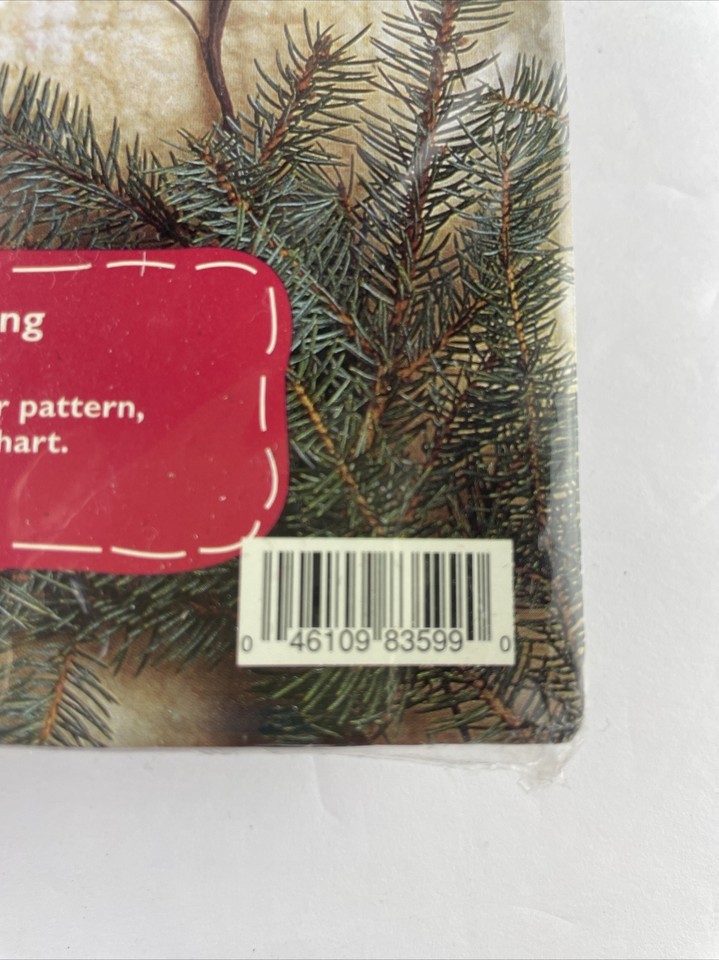 ng
r pattern,
hart.
0 46109 83599 0